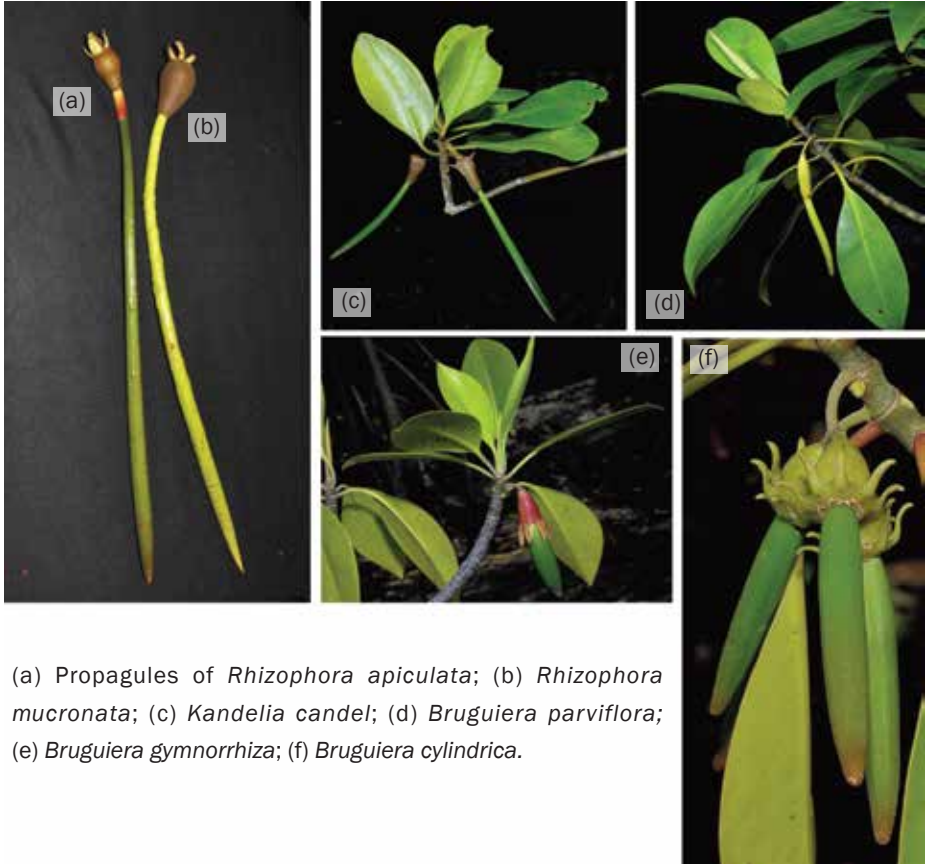 (a)
(b)
(c)
(d)
(e)
(f)
(a) Propagules of Rhizophora apiculata; (b) Rhizophora
mucronata; (c) Kandelia candel; (d) Bruguiera parviflora;
(e) Bruguiera gymnorrhiza; (f) Bruguiera cylindrica.